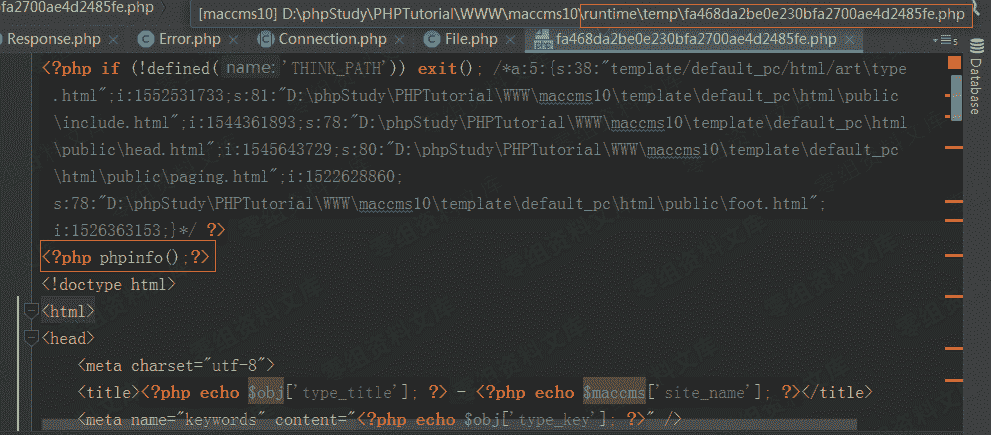 fa2700ae4d2485fe.php
[maccms10] D:\phpStudy\PHPTutorial\WWW\maccms10\runtime\temp\fa468da2be0e230bfa2700ae4d2485fe.php
Response.php Error.php Connection.php File.php fa468da2be0e230bfa2700ae4d2485fe.php
Database
<?php if (!defined( name: 'THINK_PATH')) exit(); /*a:5:{s:38:"template/default_pc/html/art\type
.html";i:1552531733;s:81:"D:\phpStudy\PHPTutorial\WWW\maccms10\template\default_pc\html\public
\include.html";i:1544361893;s:78:"D:\phpStudy\PHPTutorial\WWW\maccms10\template\default_pc\html
\public\head.html";i:1545643729;s:80:"D:\phpStudy\PHPTutorial\WWW\maccms10\template\default_pc
\html\public\paging.html";i:1522628860;
s:78:"D:\phpStudy\PHPTutorial\WWW\maccms10\template\default_pc\html\public\foot.html";
i:1526363153;}*/ ?>
<?php phpinfo();?>
<!doctype html>
<html>
<head>
<meta charset="utf-8">
<title><?php echo $obj['type_title']; ?> - <?php echo $maccms['site_name']; ?></title>
<meta name="keywords" content="<?php echo $obj['type_key']; ?>" />